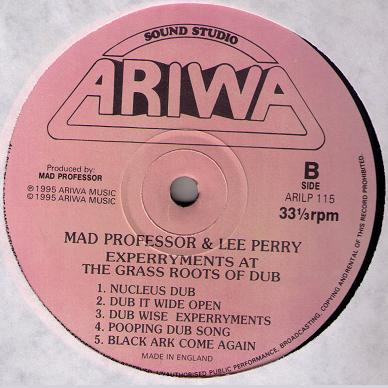 SOUND STUDIO
ARIWA
Produced by:
MAD PROFESSOR
℗ 1995 ARIWA MUSIC
© 1995 ARIWA MUSIC
B
SIDE
ARILP 115
33⅓rpm
MAD PROFESSOR & LEE PERRY
EXPERRYMENTS AT
THE GRASS ROOTS OF DUB
1. NUCLEUS DUB
2. DUB IT WIDE OPEN
3. DUB WISE EXPERRYMENTS
4. POOPING DUB SONG
5. BLACK ARK COME AGAIN
MADE IN ENGLAND
UNAUTHORISED PUBLIC PERFORMANCE, BROADCASTING, COPYING AND RENTAL OF THIS RECORD PROHIBITED.